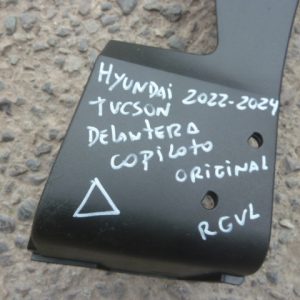 HYUNDAI
TUCSON 2022-2024
DELANTERA
COPILOTO
ORIGINAL
RGVL